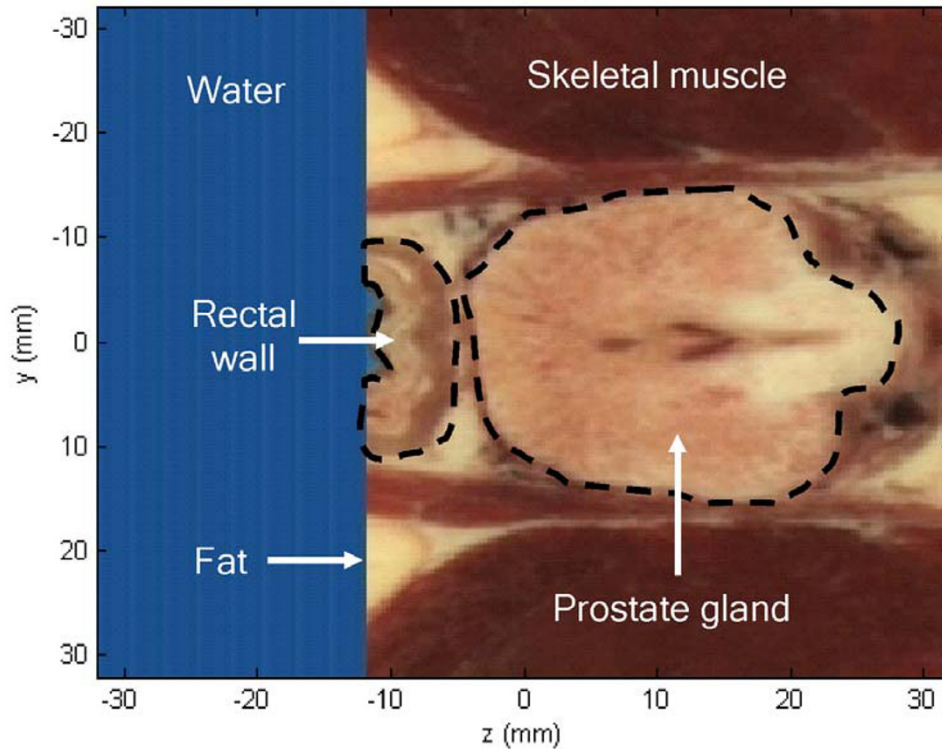 -30
-20
-10
0
10
20
30
y (mm)
Water
Skeletal muscle
Rectal
wall
Fat
Prostate gland
-30
-20
-10
0
10
20
30
z (mm)